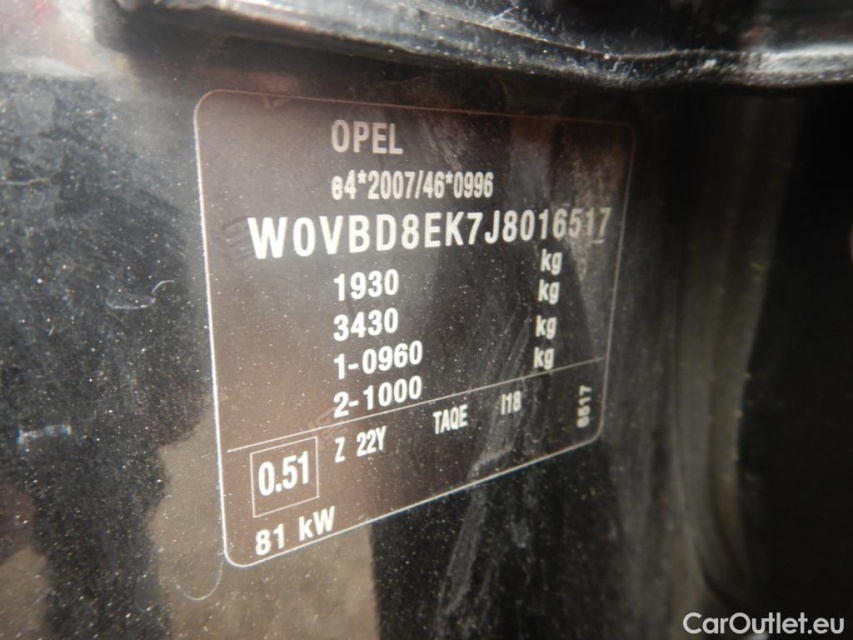 OPEL
e4*2007/46*0996
W0VBD8EK7J8016517
1930 kg
3430 kg
1-0960 kg
2-1000 kg
0.51 Z 22Y TAQE I18 6517
81 kW
CarOutlet.eu